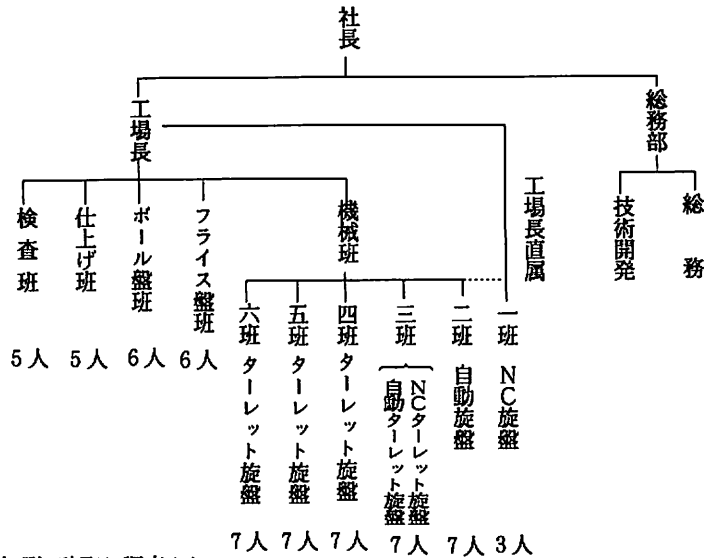 社長
総務部
総務
技術開発
工場長
工場長直属
機械班
フライス盤班
ボール盤班
仕上げ班
検査班
一班 NC旋盤
二班 自動旋盤
三班 NCターレット旋盤
自動ターレット旋盤
四班 ターレット旋盤
五班 ターレット旋盤
六班 ターレット旋盤
5人 5人 6人 6人
7人 7人 7人 7人 7人 3人